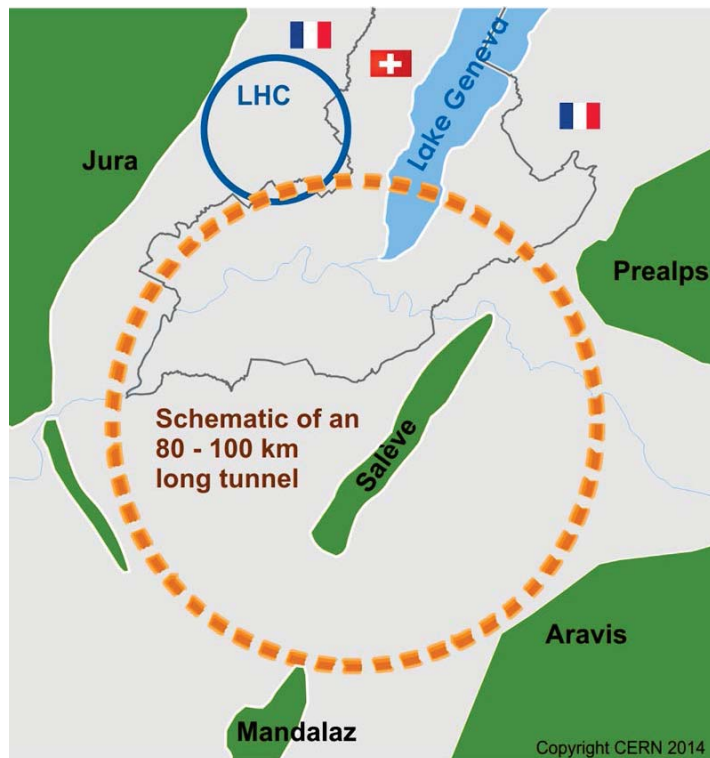 LHC
Lake Geneva
Jura
Prealps
Schematic of an
80 - 100 km
long tunnel
Salève
Aravis
Mandalaz
Copyright CERN 2014